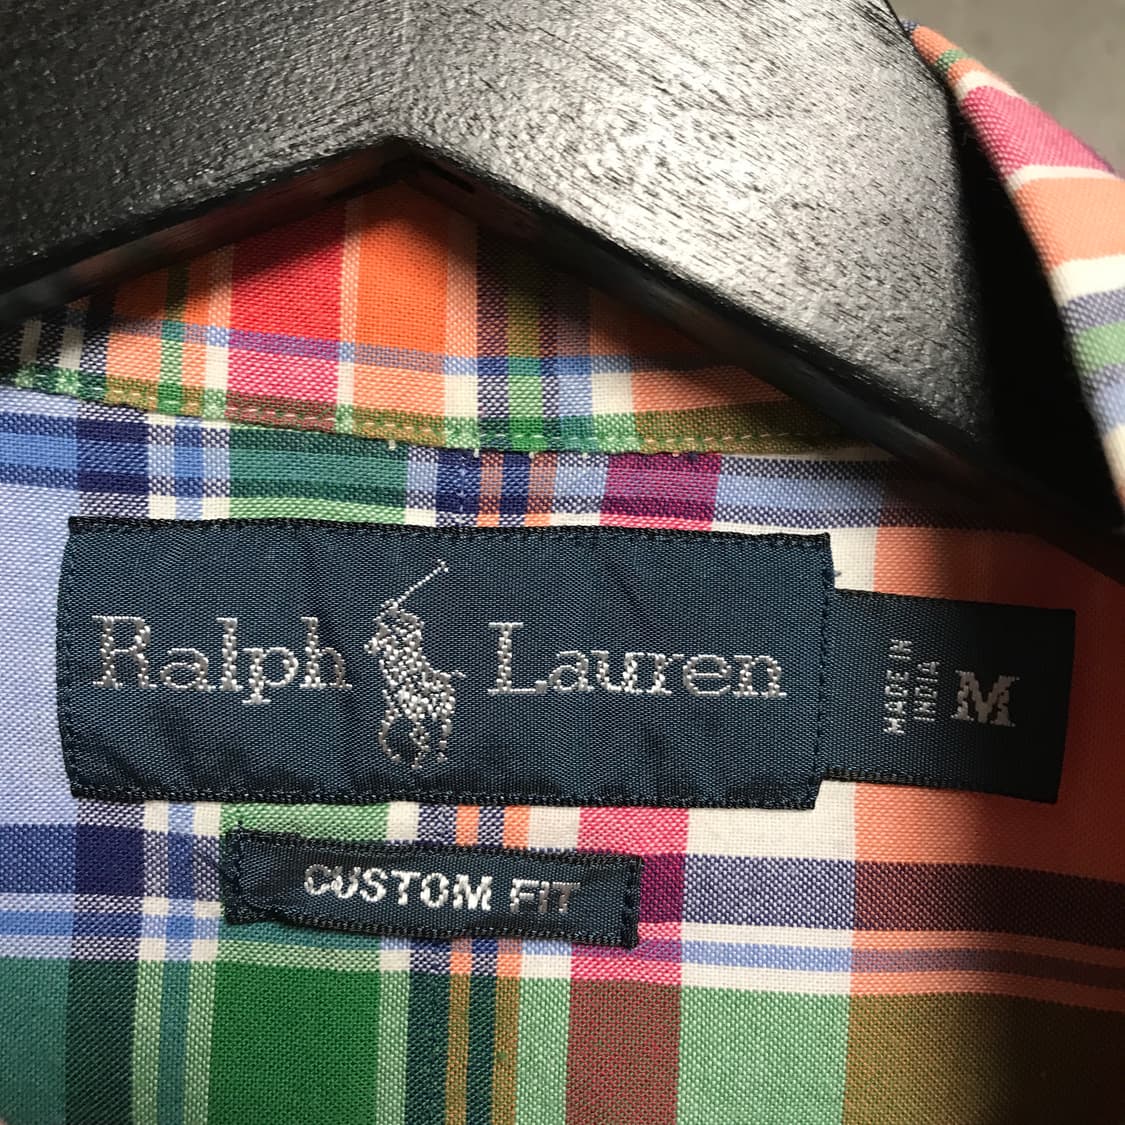 Ralph Lauren
MADE IN
INDIA
M
CUSTOM FIT